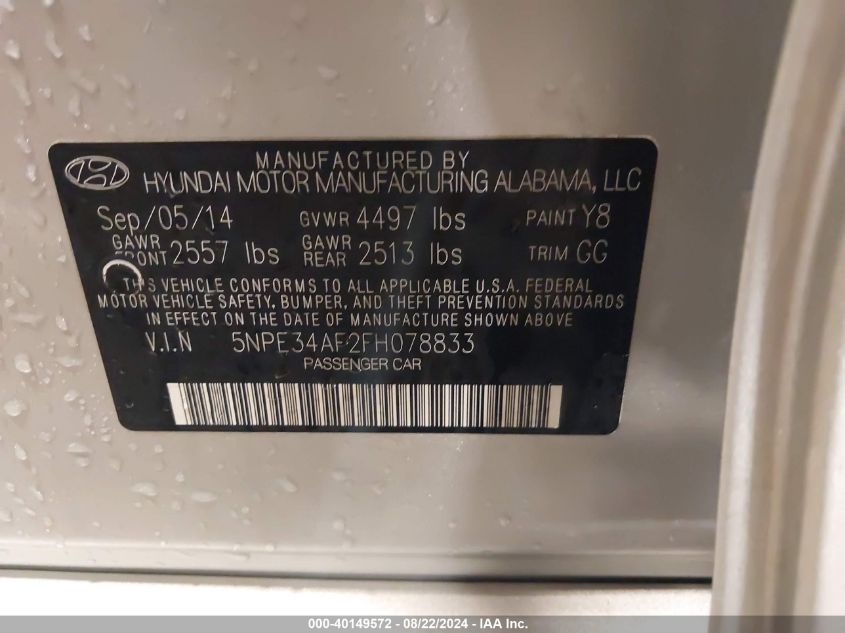 MANUFACTURED BY
HYUNDAI MOTOR MANUFACTURING ALABAMA, LLC
Sep/05/14 GVWR 4497 lbs PAINT Y8
GAWR FRONT 2557 lbs GAWR REAR 2513 lbs TRIM GG
THIS VEHICLE CONFORMS TO ALL APPLICABLE U.S.A. FEDERAL
MOTOR VEHICLE SAFETY, BUMPER, AND THEFT PREVENTION STANDARDS
IN EFFECT ON THE DATE OF MANUFACTURE SHOWN ABOVE
V.I.N 5NPE34AF2FH078833
PASSENGER CAR
000-40149572 - 08/22/2024 - IAA Inc.